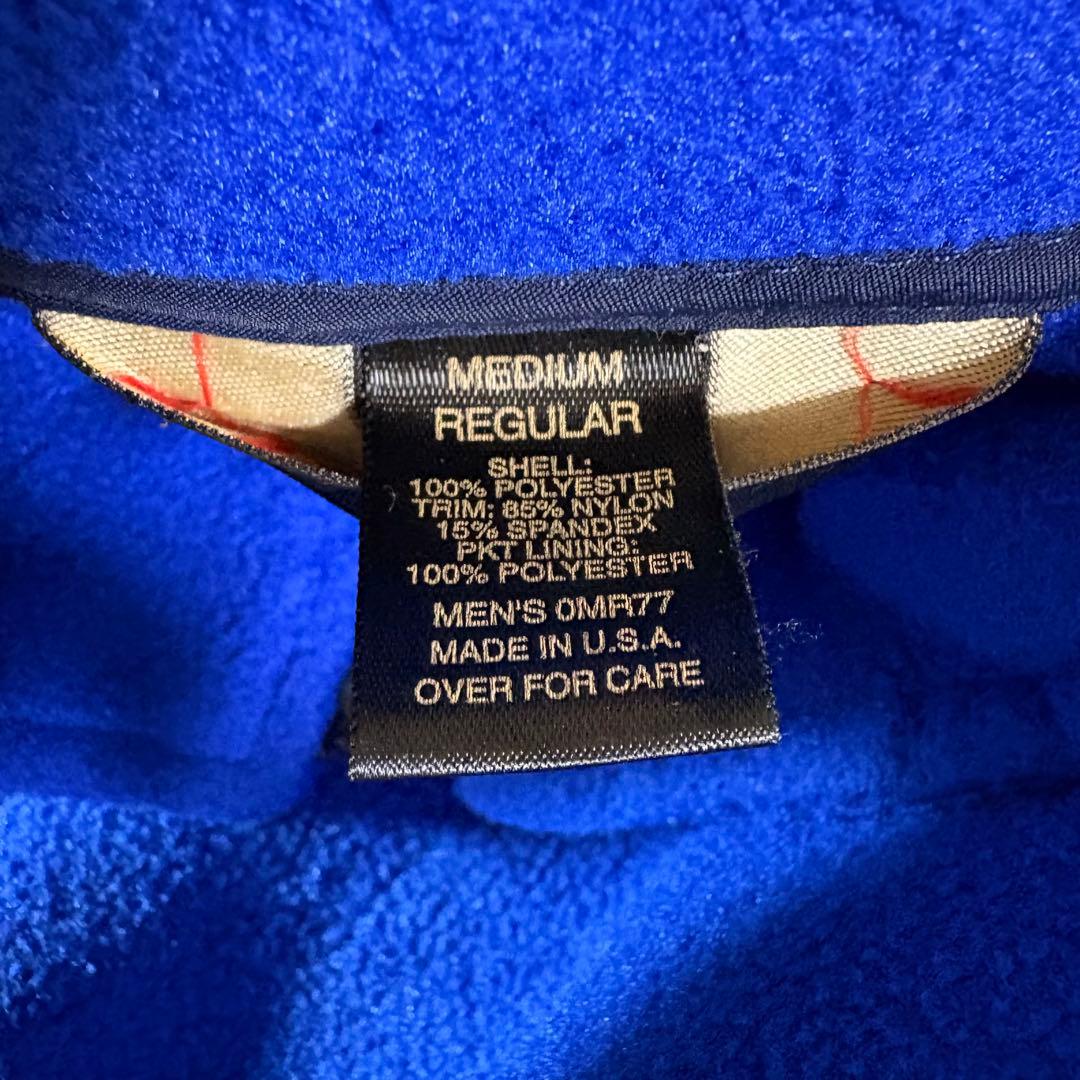 MEDIUM
REGULAR
SHELL:
100% POLYESTER
TRIM: 85% NYLON
15% SPANDEX
PKT LINING:
100% POLYESTER
MEN'S 0MR77
MADE IN U.S.A.
OVER FOR CARE